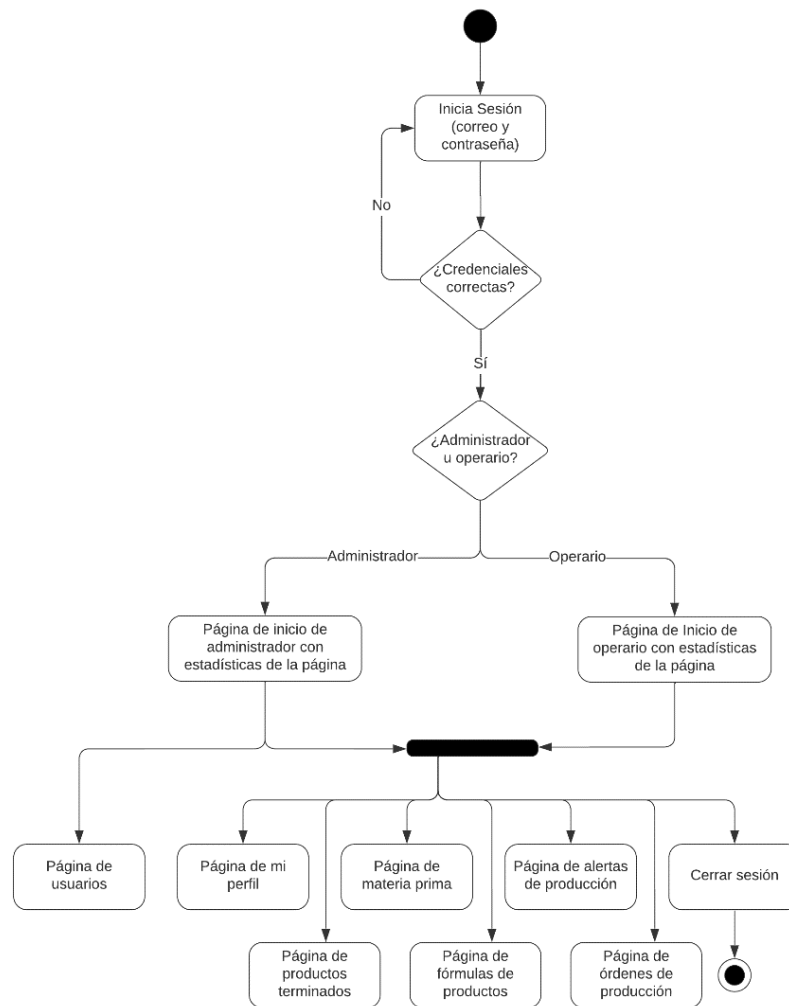 Inicia Sesión
(correo y
contraseña)
No
¿Credenciales
correctas?
Sí
¿Administrador
u operario?
Administrador
Operario
Página de inicio de
administrador con
estadísticas de la página
Página de Inicio de
operario con estadísticas
de la página
Página de
usuarios
Página de mi
perfil
Página de
materia prima
Página de alertas
de producción
Cerrar sesión
Página de
productos
terminados
Página de
fórmulas de
productos
Página de
órdenes de
producción